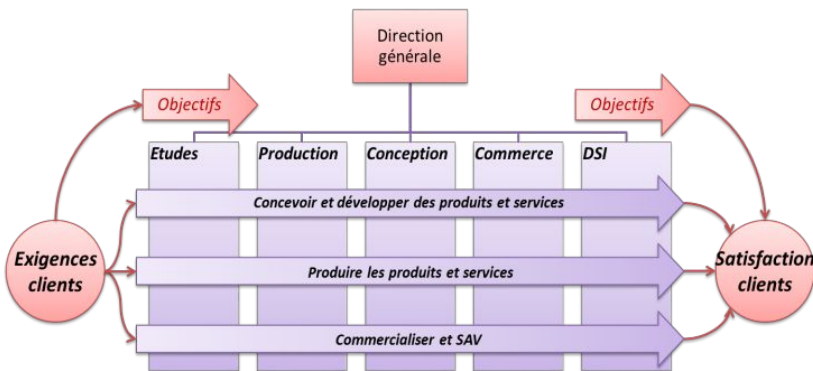 Direction
générale
Objectifs
Objectifs
Etudes
Production
Conception
Commerce
DSI
Concevoir et développer des produits et services
Exigences
clients
Produire les produits et services
Satisfaction
clients
Commercialiser et SAV